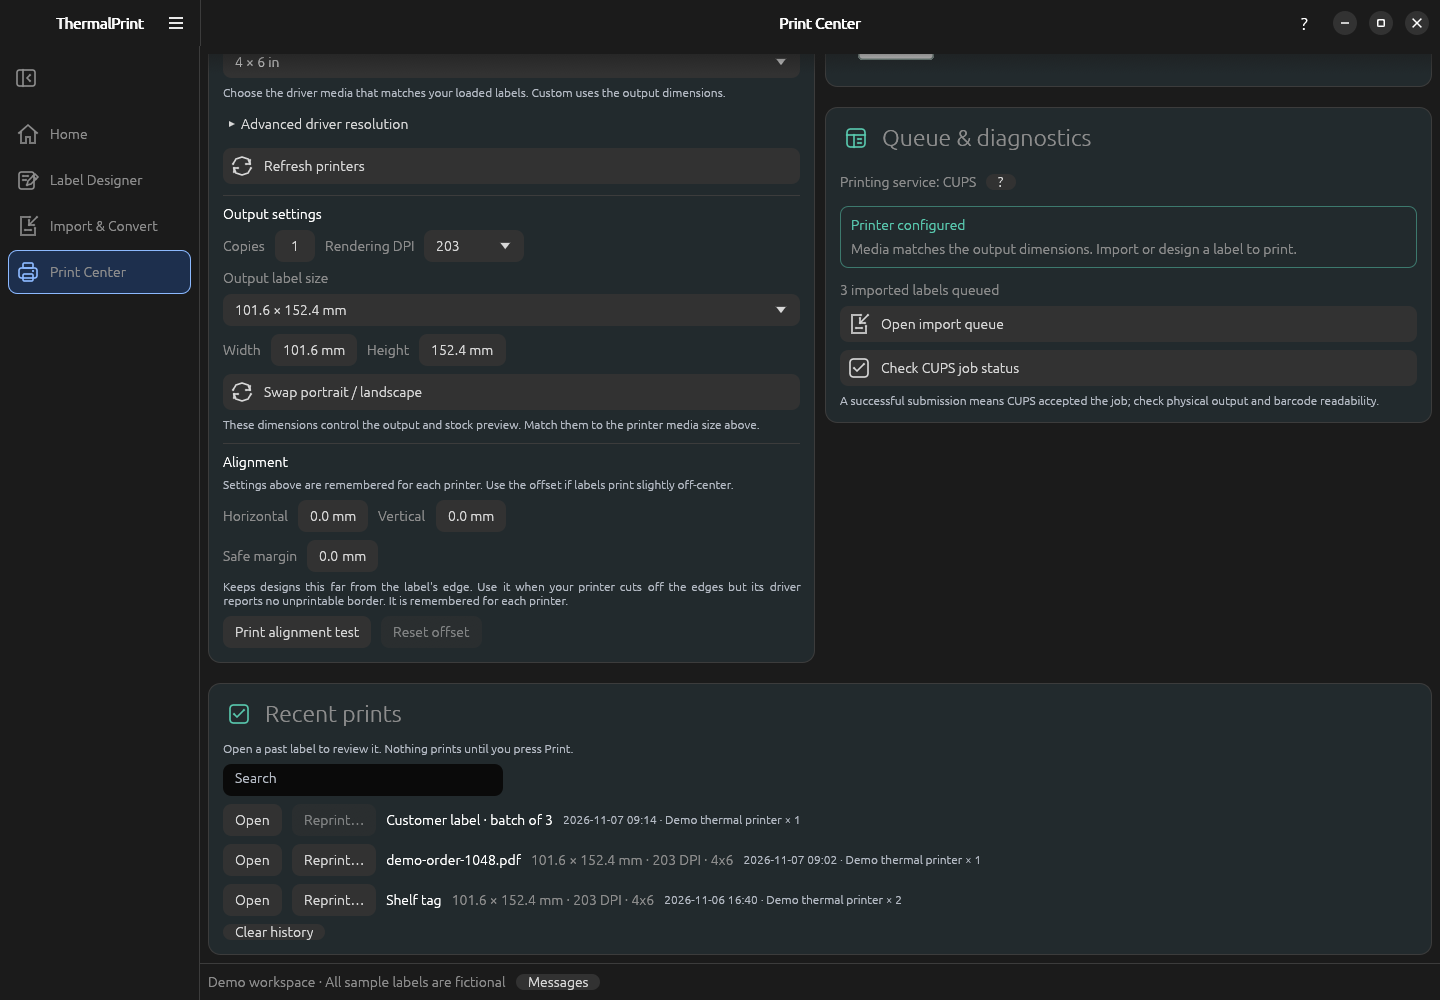 ThermalPrint
Print Center
?
Home
Label Designer
Import & Convert
Print Center
4 × 6 in
Choose the driver media that matches your loaded labels. Custom uses the output dimensions.
Advanced driver resolution
Refresh printers
Output settings
Copies 1 Rendering DPI 203
Output label size
101.6 × 152.4 mm
Width 101.6 mm Height 152.4 mm
Swap portrait / landscape
These dimensions control the output and stock preview. Match them to the printer media size above.
Alignment
Settings above are remembered for each printer. Use the offset if labels print slightly off-center.
Horizontal 0.0 mm Vertical 0.0 mm
Safe margin 0.0 mm
Keeps designs this far from the label's edge. Use it when your printer cuts off the edges but its driver
reports no unprintable border. It is remembered for each printer.
Print alignment test Reset offset
Queue & diagnostics
Printing service: CUPS ?
Printer configured
Media matches the output dimensions. Import or design a label to print.
3 imported labels queued
Open import queue
Check CUPS job status
A successful submission means CUPS accepted the job; check physical output and barcode readability.
Recent prints
Open a past label to review it. Nothing prints until you press Print.
Search
Open Reprint... Customer label · batch of 3 2026-11-07 09:14 · Demo thermal printer × 1
Open Reprint... demo-order-1048.pdf 101.6 × 152.4 mm · 203 DPI · 4x6 2026-11-07 09:02 · Demo thermal printer × 1
Open Reprint... Shelf tag 101.6 × 152.4 mm · 203 DPI · 4x6 2026-11-06 16:40 · Demo thermal printer × 2
Clear history
Demo workspace · All sample labels are fictional Messages